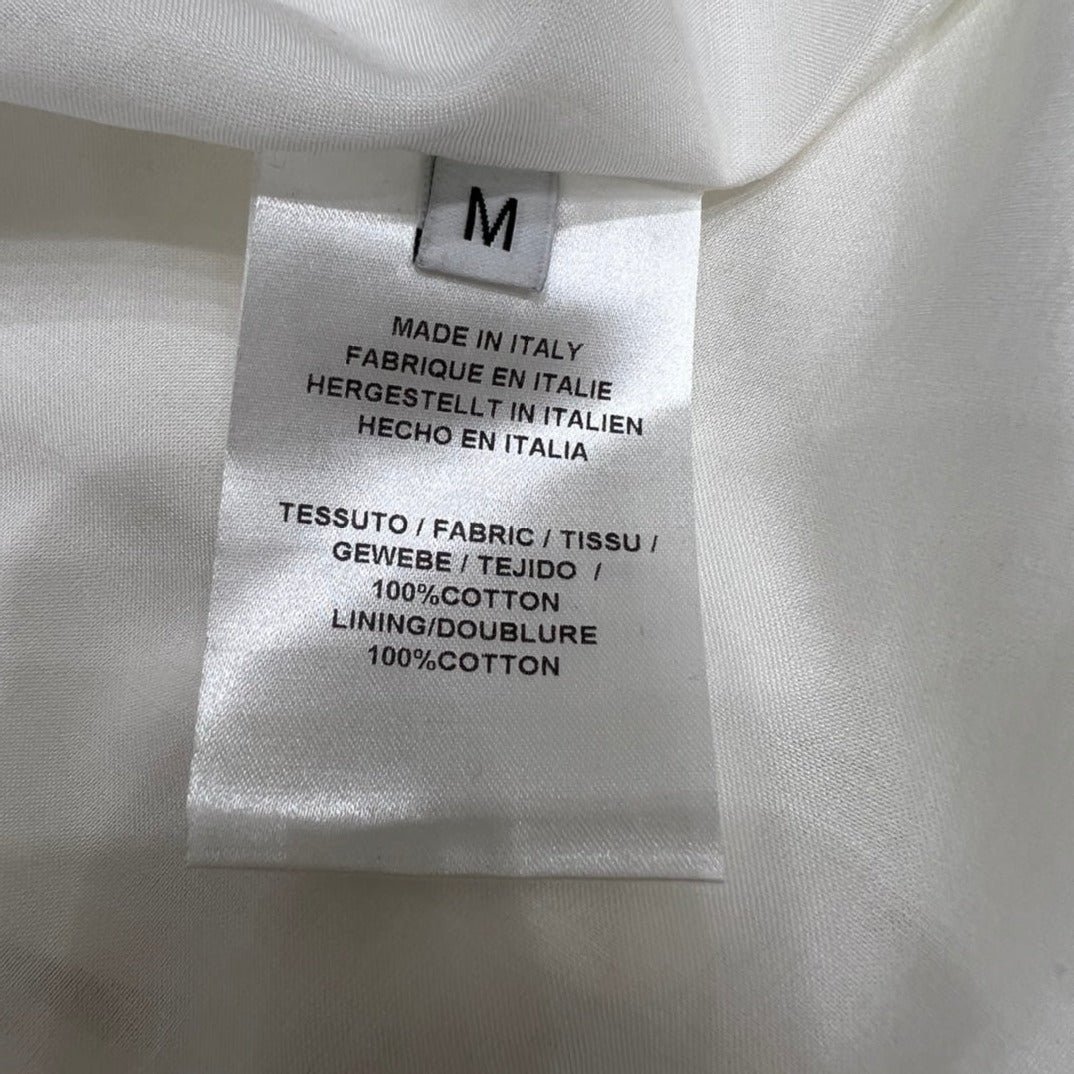 M
MADE IN ITALY
FABRIQUE EN ITALIE
HERGESTELLT IN ITALIEN
HECHO EN ITALIA
TESSUTO / FABRIC / TISSU /
GEWEBE / TEJIDO /
100%COTTON
LINING/DOUBLURE
100%COTTON